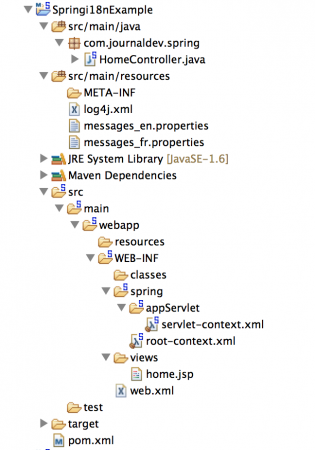 Springi18nExample
src/main/java
com.journaldev.spring
HomeController.java
src/main/resources
META-INF
log4j.xml
messages_en.properties
messages_fr.properties
JRE System Library [JavaSE-1.6]
Maven Dependencies
src
main
webapp
resources
WEB-INF
classes
spring
appServlet
servlet-context.xml
root-context.xml
views
home.jsp
web.xml
test
target
pom.xml